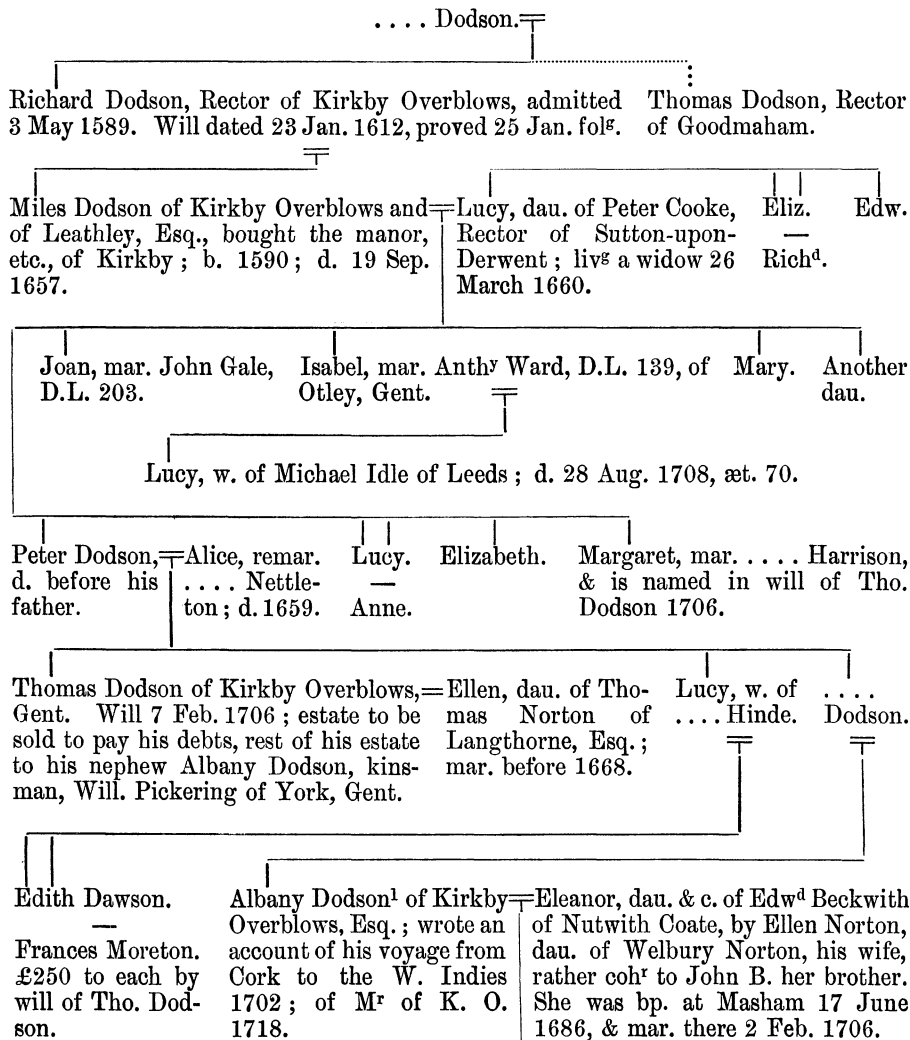 .... Dodson.
Richard Dodson, Rector of Kirkby Overblows, admitted
3 May 1589. Will dated 23 Jan. 1612, proved 25 Jan. folg.
Thomas Dodson, Rector
of Goodmaham.
Miles Dodson of Kirkby Overblows and
of Leathley, Esq., bought the manor,
etc., of Kirkby ; b. 1590 ; d. 19 Sep.
1657.
Lucy, dau. of Peter Cooke,
Rector of Sutton-upon-
Derwent ; livg a widow 26
March 1660.
Eliz.
—
Richd.
Edw.
Joan, mar. John Gale,
D.L. 203.
Isabel, mar. Anthy Ward, D.L. 139, of
Otley, Gent.
Mary.
Another
dau.
Lucy, w. of Michael Idle of Leeds ; d. 28 Aug. 1708, æt. 70.
Peter Dodson,
d. before his
father.
Alice, remar.
.... Nettle-
ton ; d. 1659.
Lucy.
—
Anne.
Elizabeth.
Margaret, mar. .... Harrison,
& is named in will of Tho.
Dodson 1706.
Thomas Dodson of Kirkby Overblows,
Gent. Will 7 Feb. 1706 ; estate to be
sold to pay his debts, rest of his estate
to his nephew Albany Dodson, kins-
man, Will. Pickering of York, Gent.
Ellen, dau. of Tho-
mas Norton of
Langthorne, Esq. ;
mar. before 1668.
Lucy, w. of
.... Hinde.
....
Dodson.
Edith Dawson.
—
Frances Moreton.
£250 to each by
will of Tho. Dod-
son.
Albany Dodson¹ of Kirkby
Overblows, Esq. ; wrote an
account of his voyage from
Cork to the W. Indies
1702 ; of Mr of K. O.
1718.
Eleanor, dau. & c. of Edwd Beckwith
of Nutwith Coate, by Ellen Norton,
dau. of Welbury Norton, his wife,
rather cohr to John B. her brother.
She was bp. at Masham 17 June
1686, & mar. there 2 Feb. 1706.